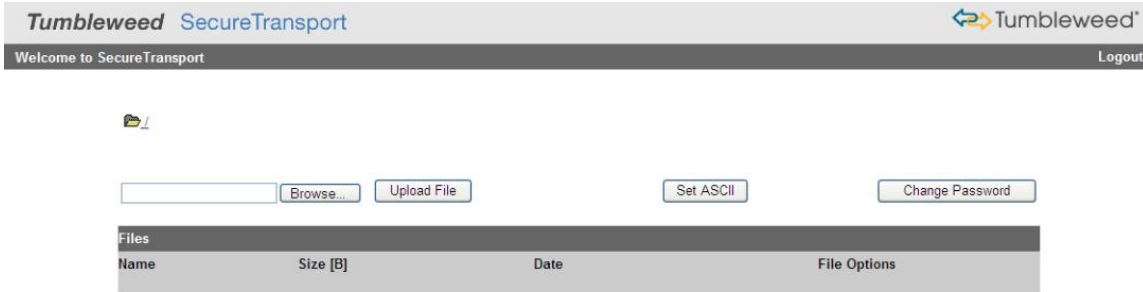 Tumbleweed SecureTransport Tumbleweed
Welcome to SecureTransport Logout
/
Browse... Upload File Set ASCII Change Password
Files
Name Size [B] Date File Options